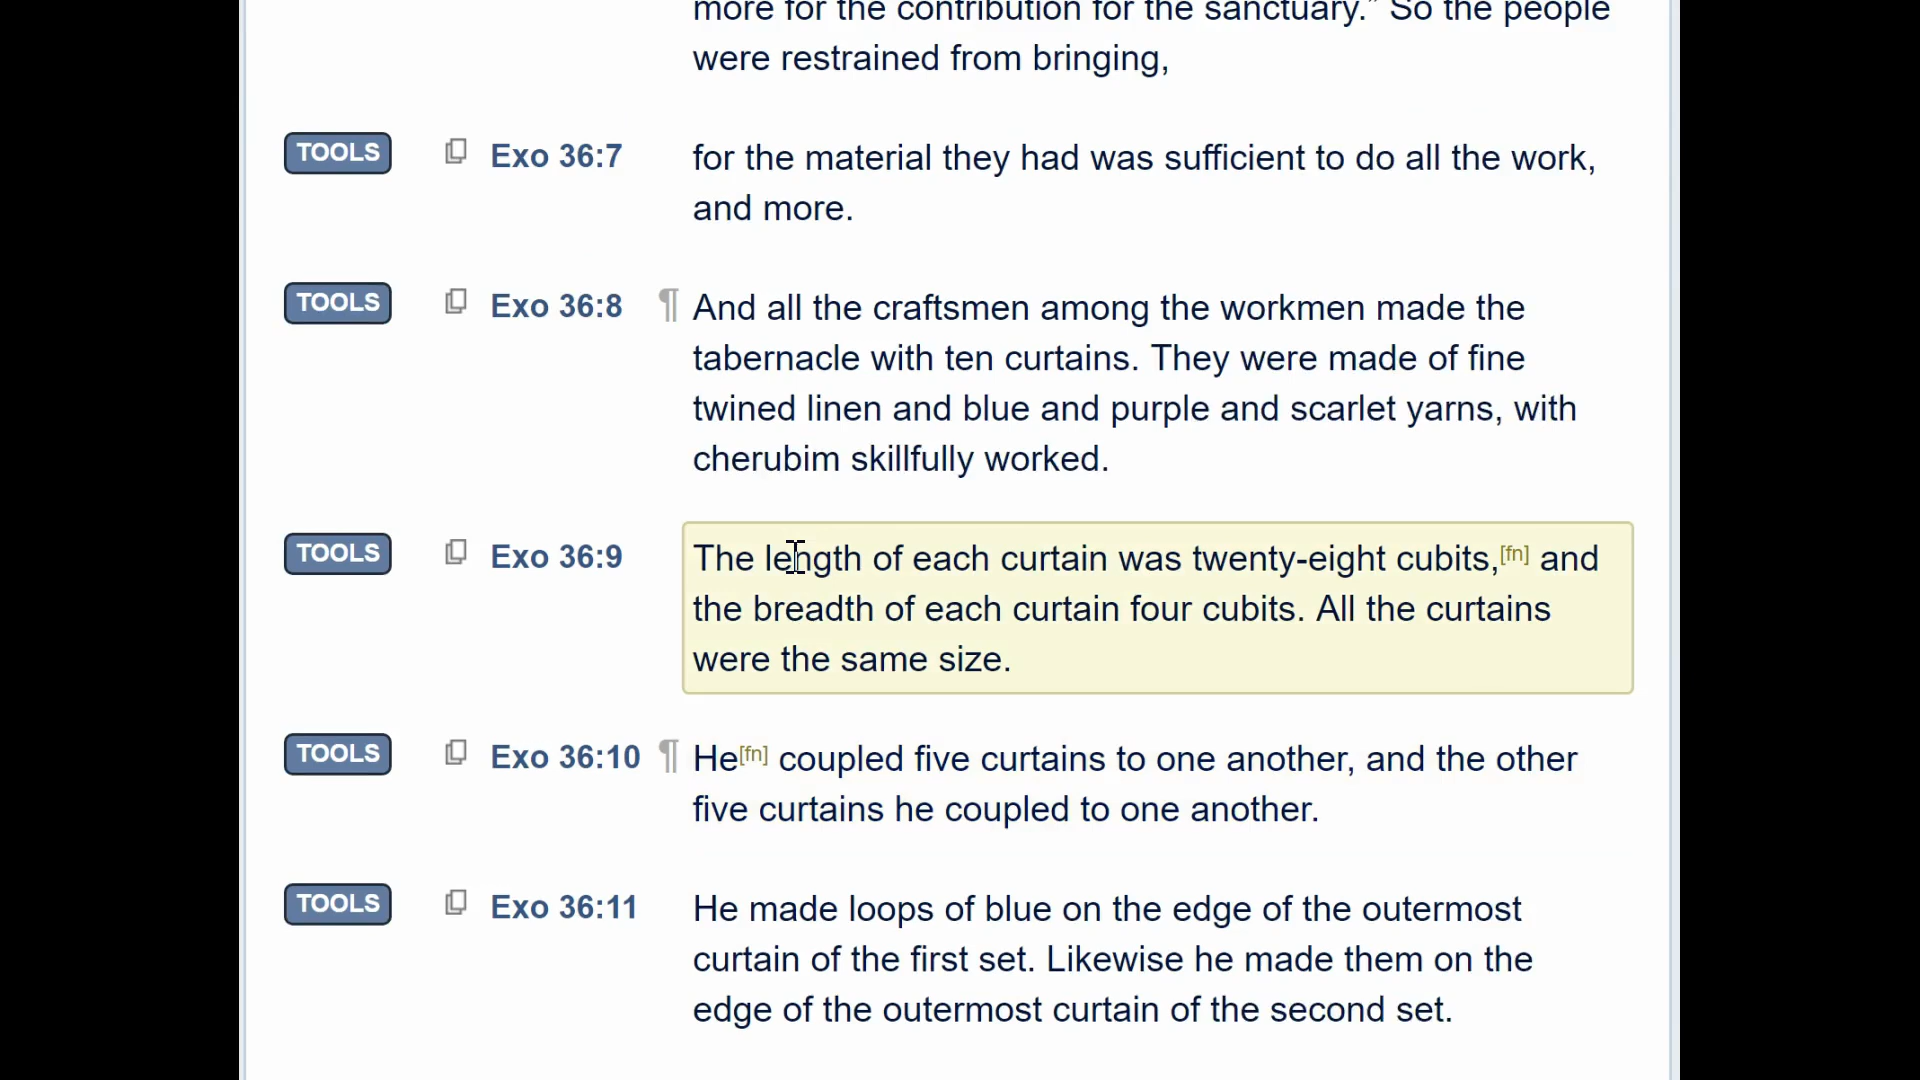 more for the contribution for the sanctuary.” So the people
were restrained from bringing,
TOOLS Exo 36:7 for the material they had was sufficient to do all the work,
and more.
TOOLS Exo 36:8 ¶ And all the craftsmen among the workmen made the
tabernacle with ten curtains. They were made of fine
twined linen and blue and purple and scarlet yarns, with
cherubim skillfully worked.
TOOLS Exo 36:9 The length of each curtain was twenty-eight cubits,[fn] and
the breadth of each curtain four cubits. All the curtains
were the same size.
TOOLS Exo 36:10 ¶ He[fn] coupled five curtains to one another, and the other
five curtains he coupled to one another.
TOOLS Exo 36:11 He made loops of blue on the edge of the outermost
curtain of the first set. Likewise he made them on the
edge of the outermost curtain of the second set.